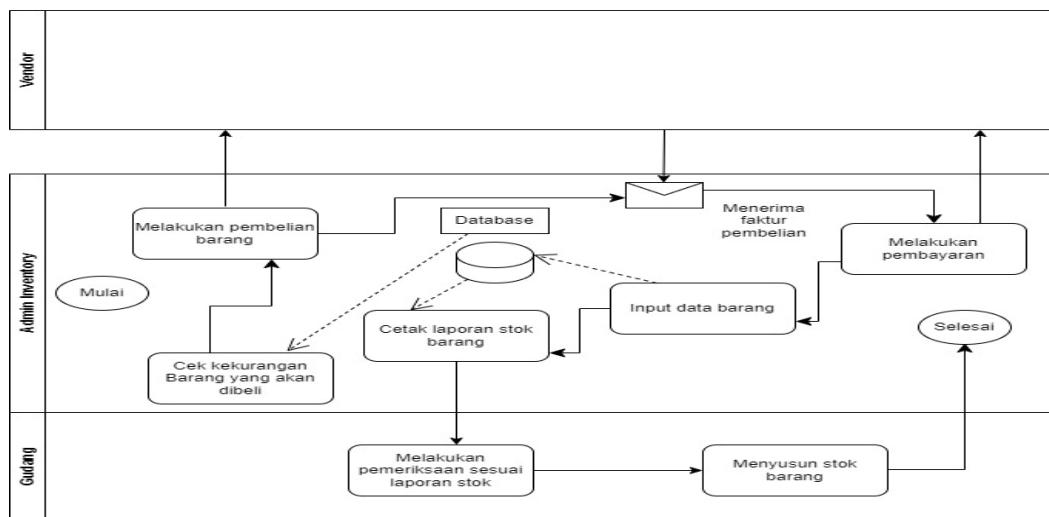 Vendor
Admin Inventory
Melakukan pembelian
barang
Database
Menerima
faktur
pembelian
Melakukan
pembayaran
Mulai
Input data barang
Cetak laporan stok
barang
Selesai
Cek kekurangan
Barang yang akan
dibeli
Gudang
Melakukan
pemeriksaan sesuai
laporan stok
Menyusun stok
barang